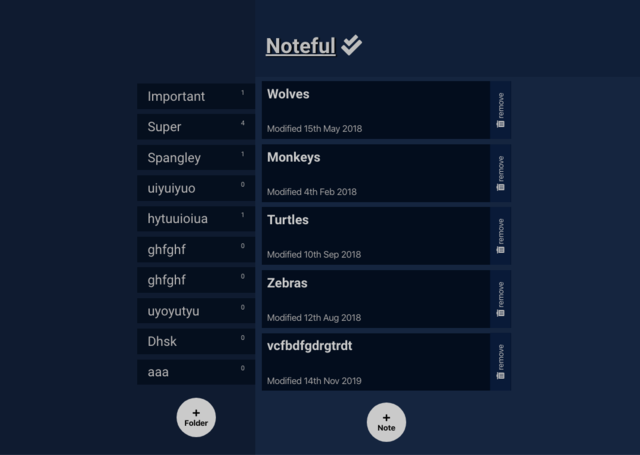 Noteful
Important 1
Super 4
Spangley 1
uiyuiyuo 0
hytuuioiua 1
ghfghf 0
ghfghf 0
uyoyutyu 0
Dhsk 0
aaa 0
+
Folder
Wolves
Modified 15th May 2018
remove
Monkeys
Modified 4th Feb 2018
remove
Turtles
Modified 10th Sep 2018
remove
Zebras
Modified 12th Aug 2018
remove
vcfbdfgdrgtrdt
Modified 14th Nov 2019
remove
+
Note